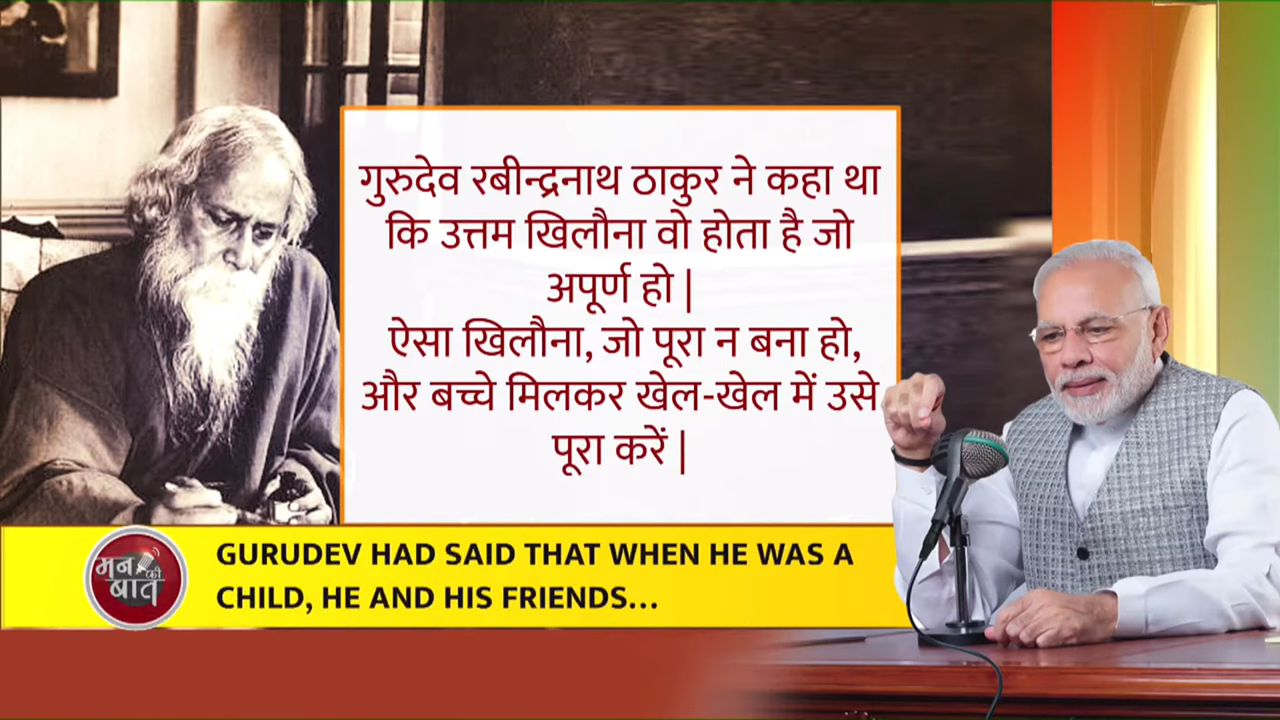 गुरुदेव रबीन्द्रनाथ ठाकुर ने कहा था
कि उत्तम खिलौना वो होता है जो
अपूर्ण हो |
ऐसा खिलौना, जो पूरा न बना हो,
और बच्चे मिलकर खेल-खेल में उसे
पूरा करें |
मन
की
बात
GURUDEV HAD SAID THAT WHEN HE WAS A
CHILD, HE AND HIS FRIENDS...